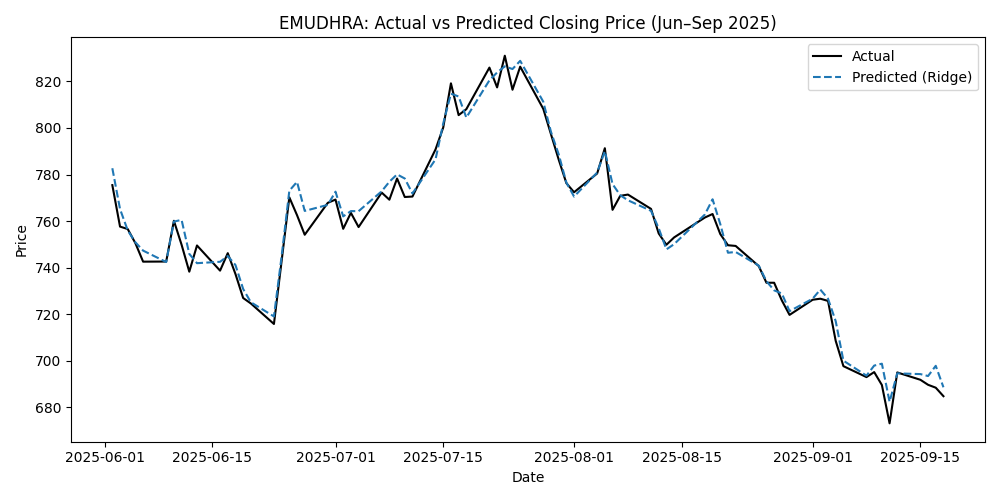 EMUDHRA: Actual vs Predicted Closing Price (Jun–Sep 2025)
Actual
Predicted (Ridge)
Price
820
800
780
760
740
720
700
680
2025-06-01 2025-06-15 2025-07-01 2025-07-15 2025-08-01 2025-08-15 2025-09-01 2025-09-15
Date